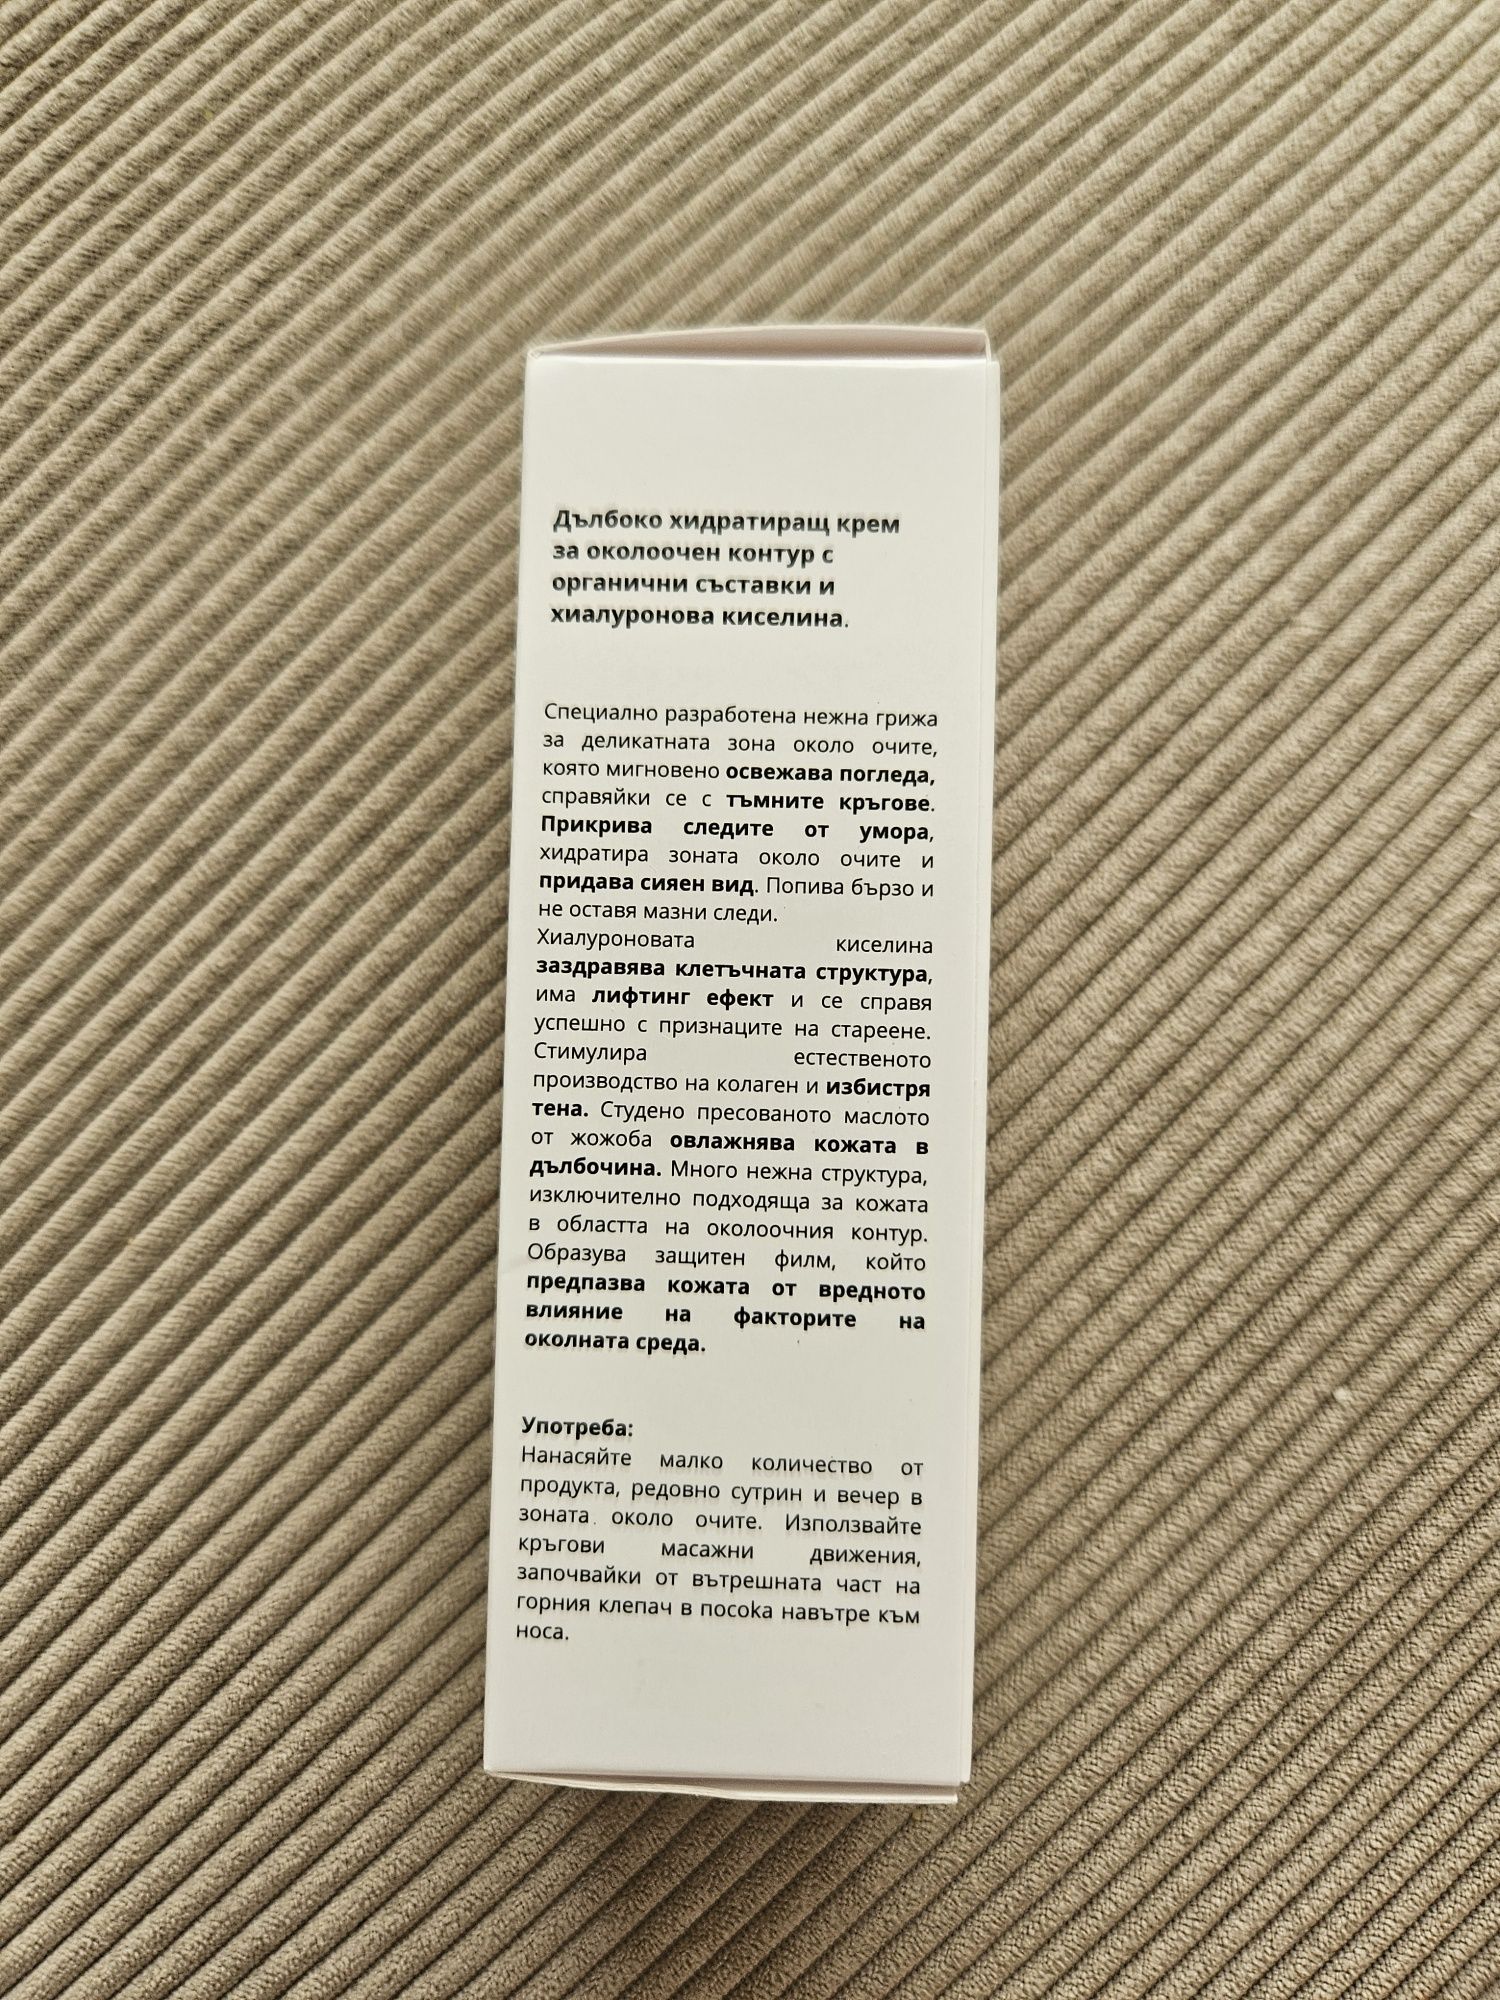 Дълбоко хидратиращ крем
за околоочен контур с
органични съставки и
хиалуронова киселина.
Специално разработена нежна грижа
за деликатната зона около очите,
която мигновено освежава погледа,
справяйки се с тъмните кръгове.
Прикрива следите от умора,
хидратира зоната около очите и
придава сияен вид. Попива бързо и
не оставя мазни следи.
Хиалуроновата киселина
заздравява клетъчната структура,
има лифтинг ефект и се справя
успешно с признаците на стареене.
Стимулира естественото
производство на колаген и избистря
тена. Студено пресованото маслото
от жожоба овлажнява кожата в
дълбочина. Много нежна структура,
изключително подходяща за кожата
в областта на околоочния контур.
Образува защитен филм, който
предпазва кожата от вредното
влияние на факторите на
околната среда.
Употреба:
Нанасяйте малко количество от
продукта, редовно сутрин и вечер в
зоната около очите. Използвайте
кръгови масажни движения,
започвайки от вътрешната част на
горния клепач в посока навътре към
носа.